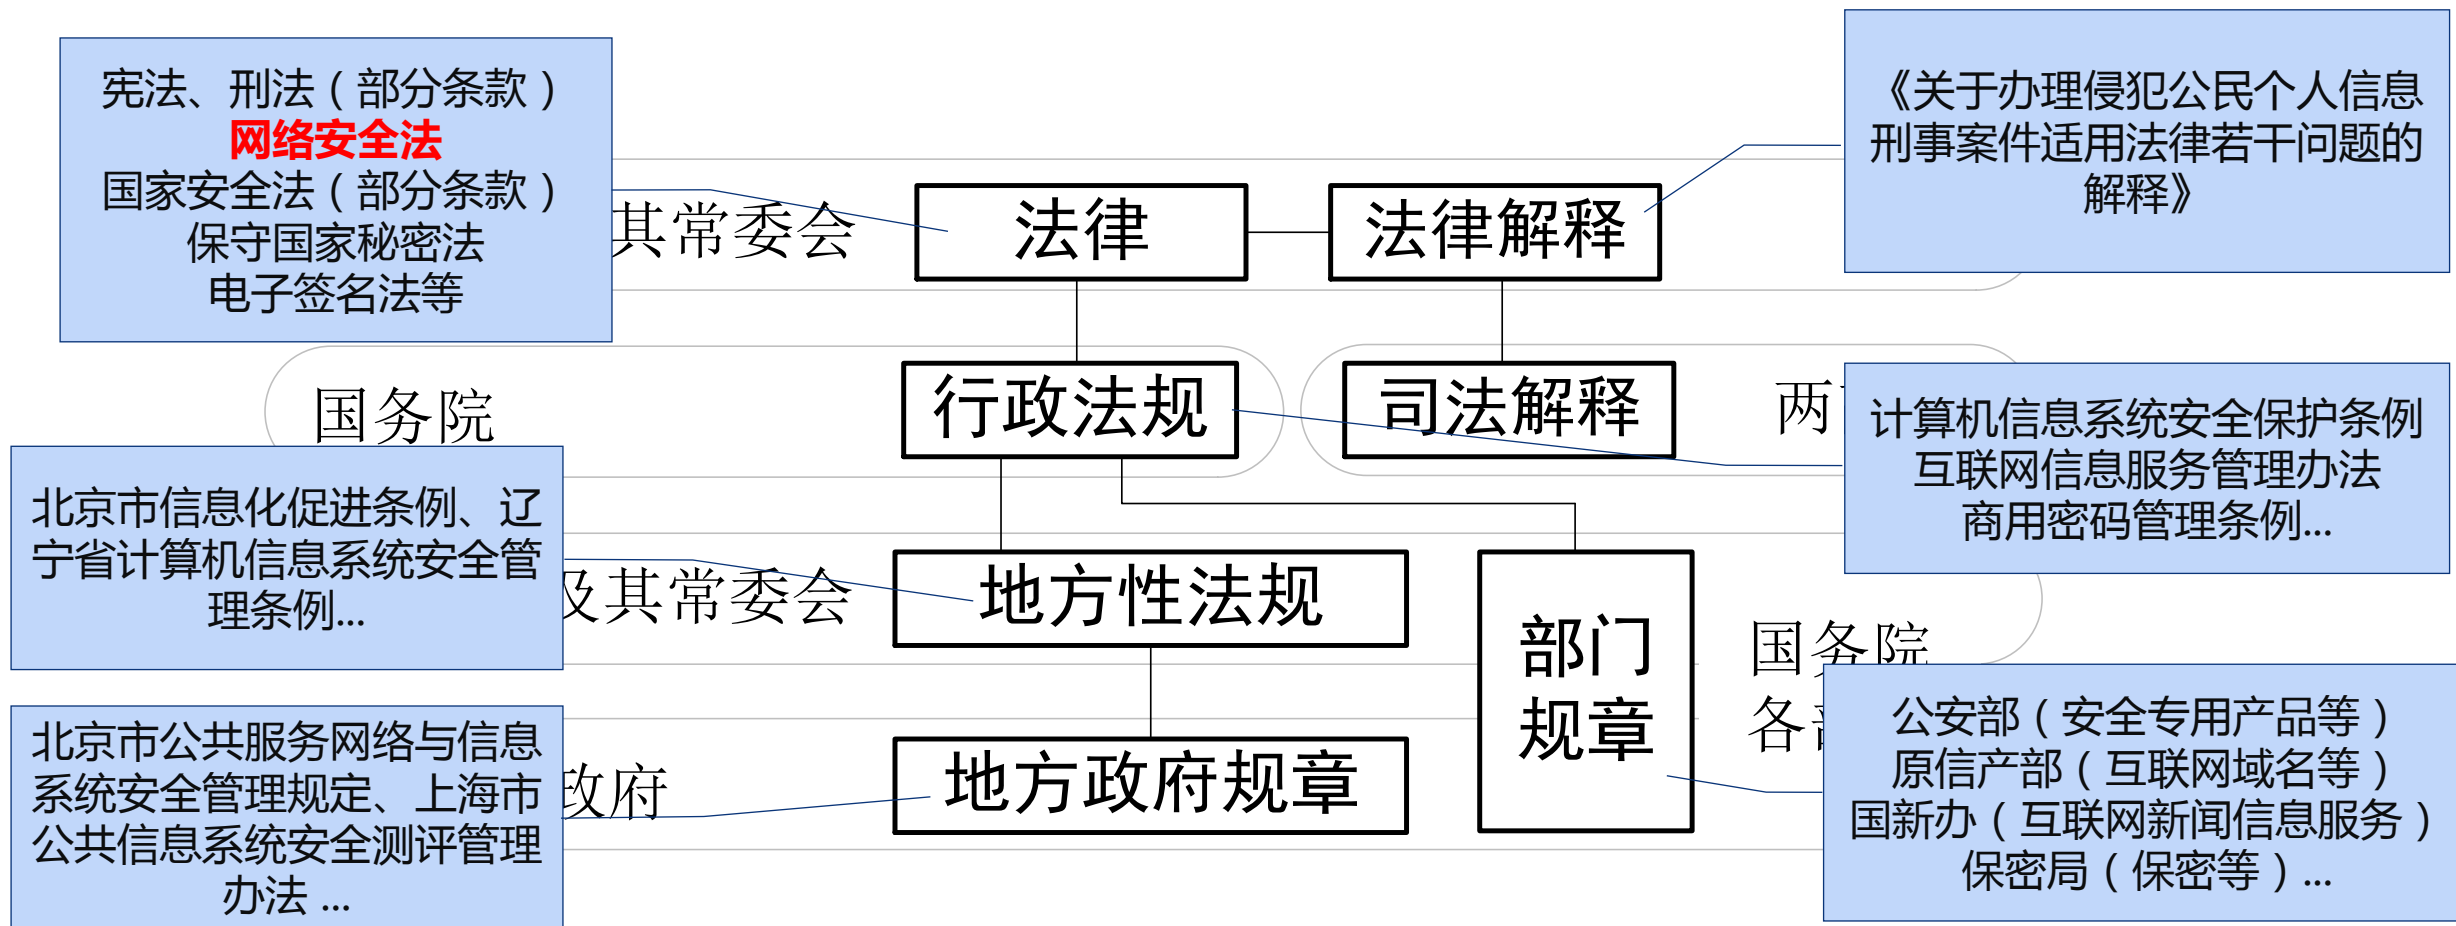 宪法、刑法（部分条款）
网络安全法
国家安全法（部分条款）
保守国家秘密法
电子签名法等
其常委会
法律
法律解释
《关于办理侵犯公民个人信息
刑事案件适用法律若干问题的
解释》
国务院
行政法规
司法解释
两
计算机信息系统安全保护条例
互联网信息服务管理办法
商用密码管理条例...
北京市信息化促进条例、辽
宁省计算机信息系统安全管
理条例...
及其常委会
地方性法规
部门
规章
国务院
各
公安部（安全专用产品等）
原信产部（互联网域名等）
国新办（互联网新闻信息服务）
保密局（保密等）...
北京市公共服务网络与信息
系统安全管理规定、上海市
公共信息系统安全测评管理
办法 ...
政府
地方政府规章